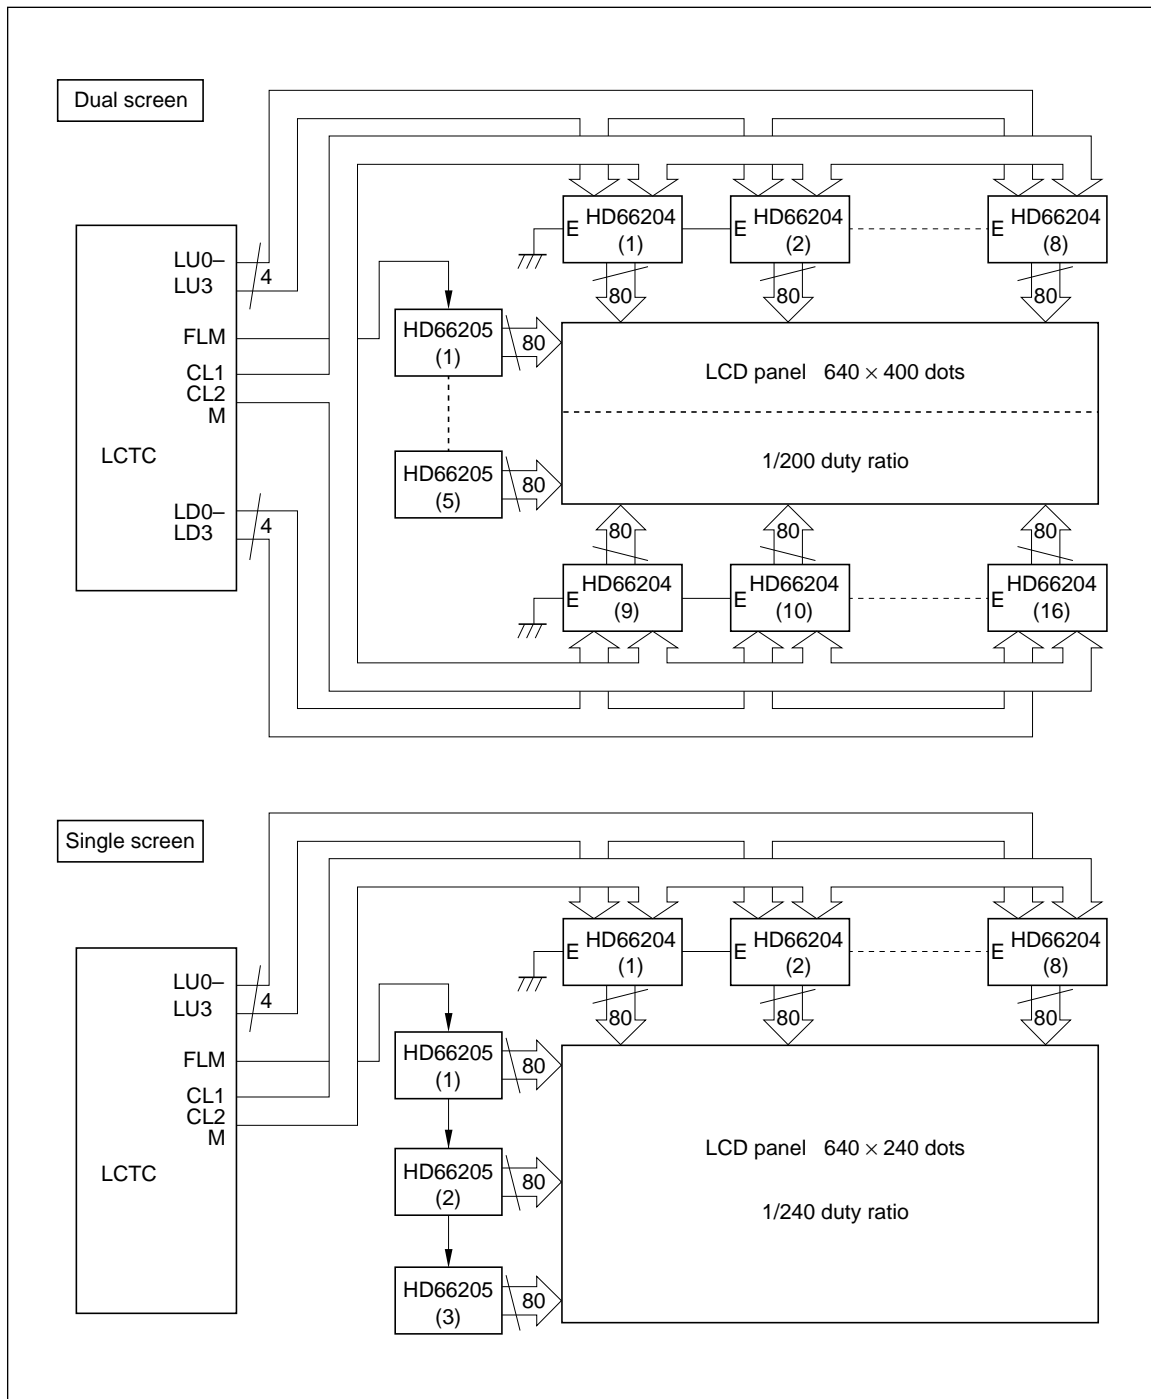 Dual screen
LU0–
LU3
4
FLM
CL1
CL2
M
LCTC
LD0–
LD3
4
E HD66204
(1)
E HD66204
(2)
E HD66204
(8)
80
80
80
HD66205
(1)
80
HD66205
(5)
80
LCD panel 640 × 400 dots
1/200 duty ratio
80
80
80
E HD66204
(9)
E HD66204
(10)
E HD66204
(16)
Single screen
LU0–
LU3
4
FLM
CL1
CL2
M
LCTC
E HD66204
(1)
E HD66204
(2)
E HD66204
(8)
80
80
80
HD66205
(1)
80
HD66205
(2)
80
HD66205
(3)
80
LCD panel 640 × 240 dots
1/240 duty ratio